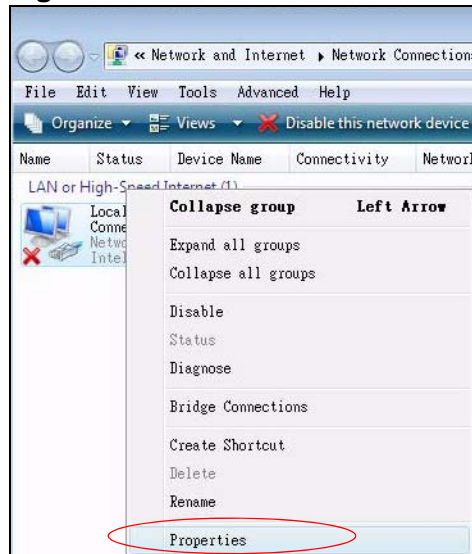 « Network and Internet ▸ Network Connection
File Edit View Tools Advanced Help
Organize Views Disable this network device
Name Status Device Name Connectivity Networ
LAN or High-Speed Internet (1)
Local
Conne
Netwo
Intel
Collapse group Left Arrow
Expand all groups
Collapse all groups
Disable
Status
Diagnose
Bridge Connections
Create Shortcut
Delete
Rename
Properties